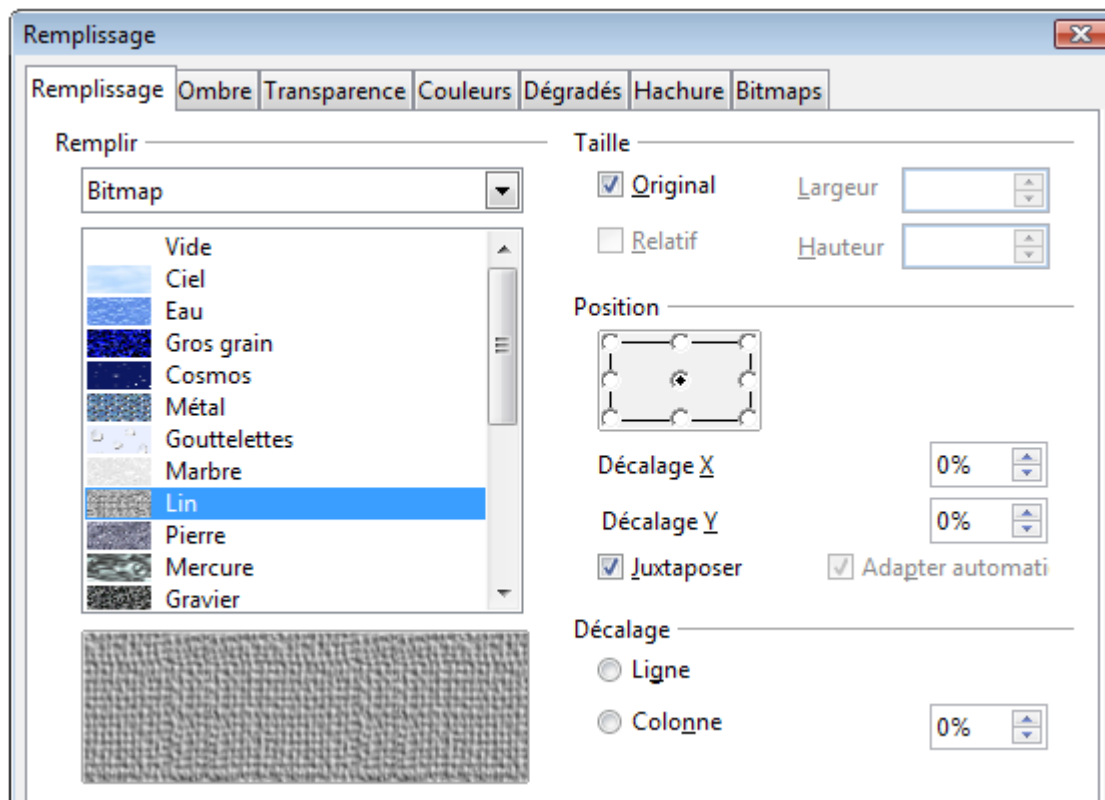 Remplissage
Remplissage Ombre Transparence Couleurs Dégradés Hachure Bitmaps
Remplir
Bitmap
Vide
Ciel
Eau
Gros grain
Cosmos
Métal
Gouttelettes
Marbre
Lin
Pierre
Mercure
Gravier
Taille
Original Largeur
Relatif Hauteur
Position
Décalage X 0%
Décalage Y 0%
Juxtaposer Adapter automati
Décalage
Ligne
Colonne 0%